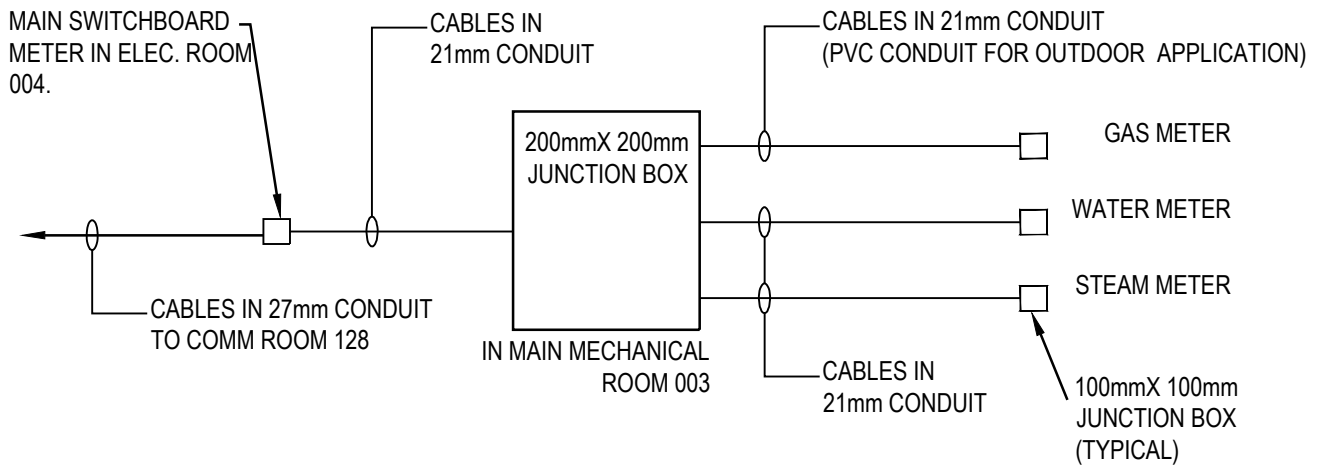 MAIN SWITCHBOARD
METER IN ELEC. ROOM
004.
CABLES IN
21mm CONDUIT
CABLES IN 21mm CONDUIT
(PVC CONDUIT FOR OUTDOOR APPLICATION)
200mmX 200mm
JUNCTION BOX
GAS METER
WATER METER
STEAM METER
CABLES IN 27mm CONDUIT
TO COMM ROOM 128
IN MAIN MECHANICAL
ROOM 003
CABLES IN
21mm CONDUIT
100mmX 100mm
JUNCTION BOX
(TYPICAL)